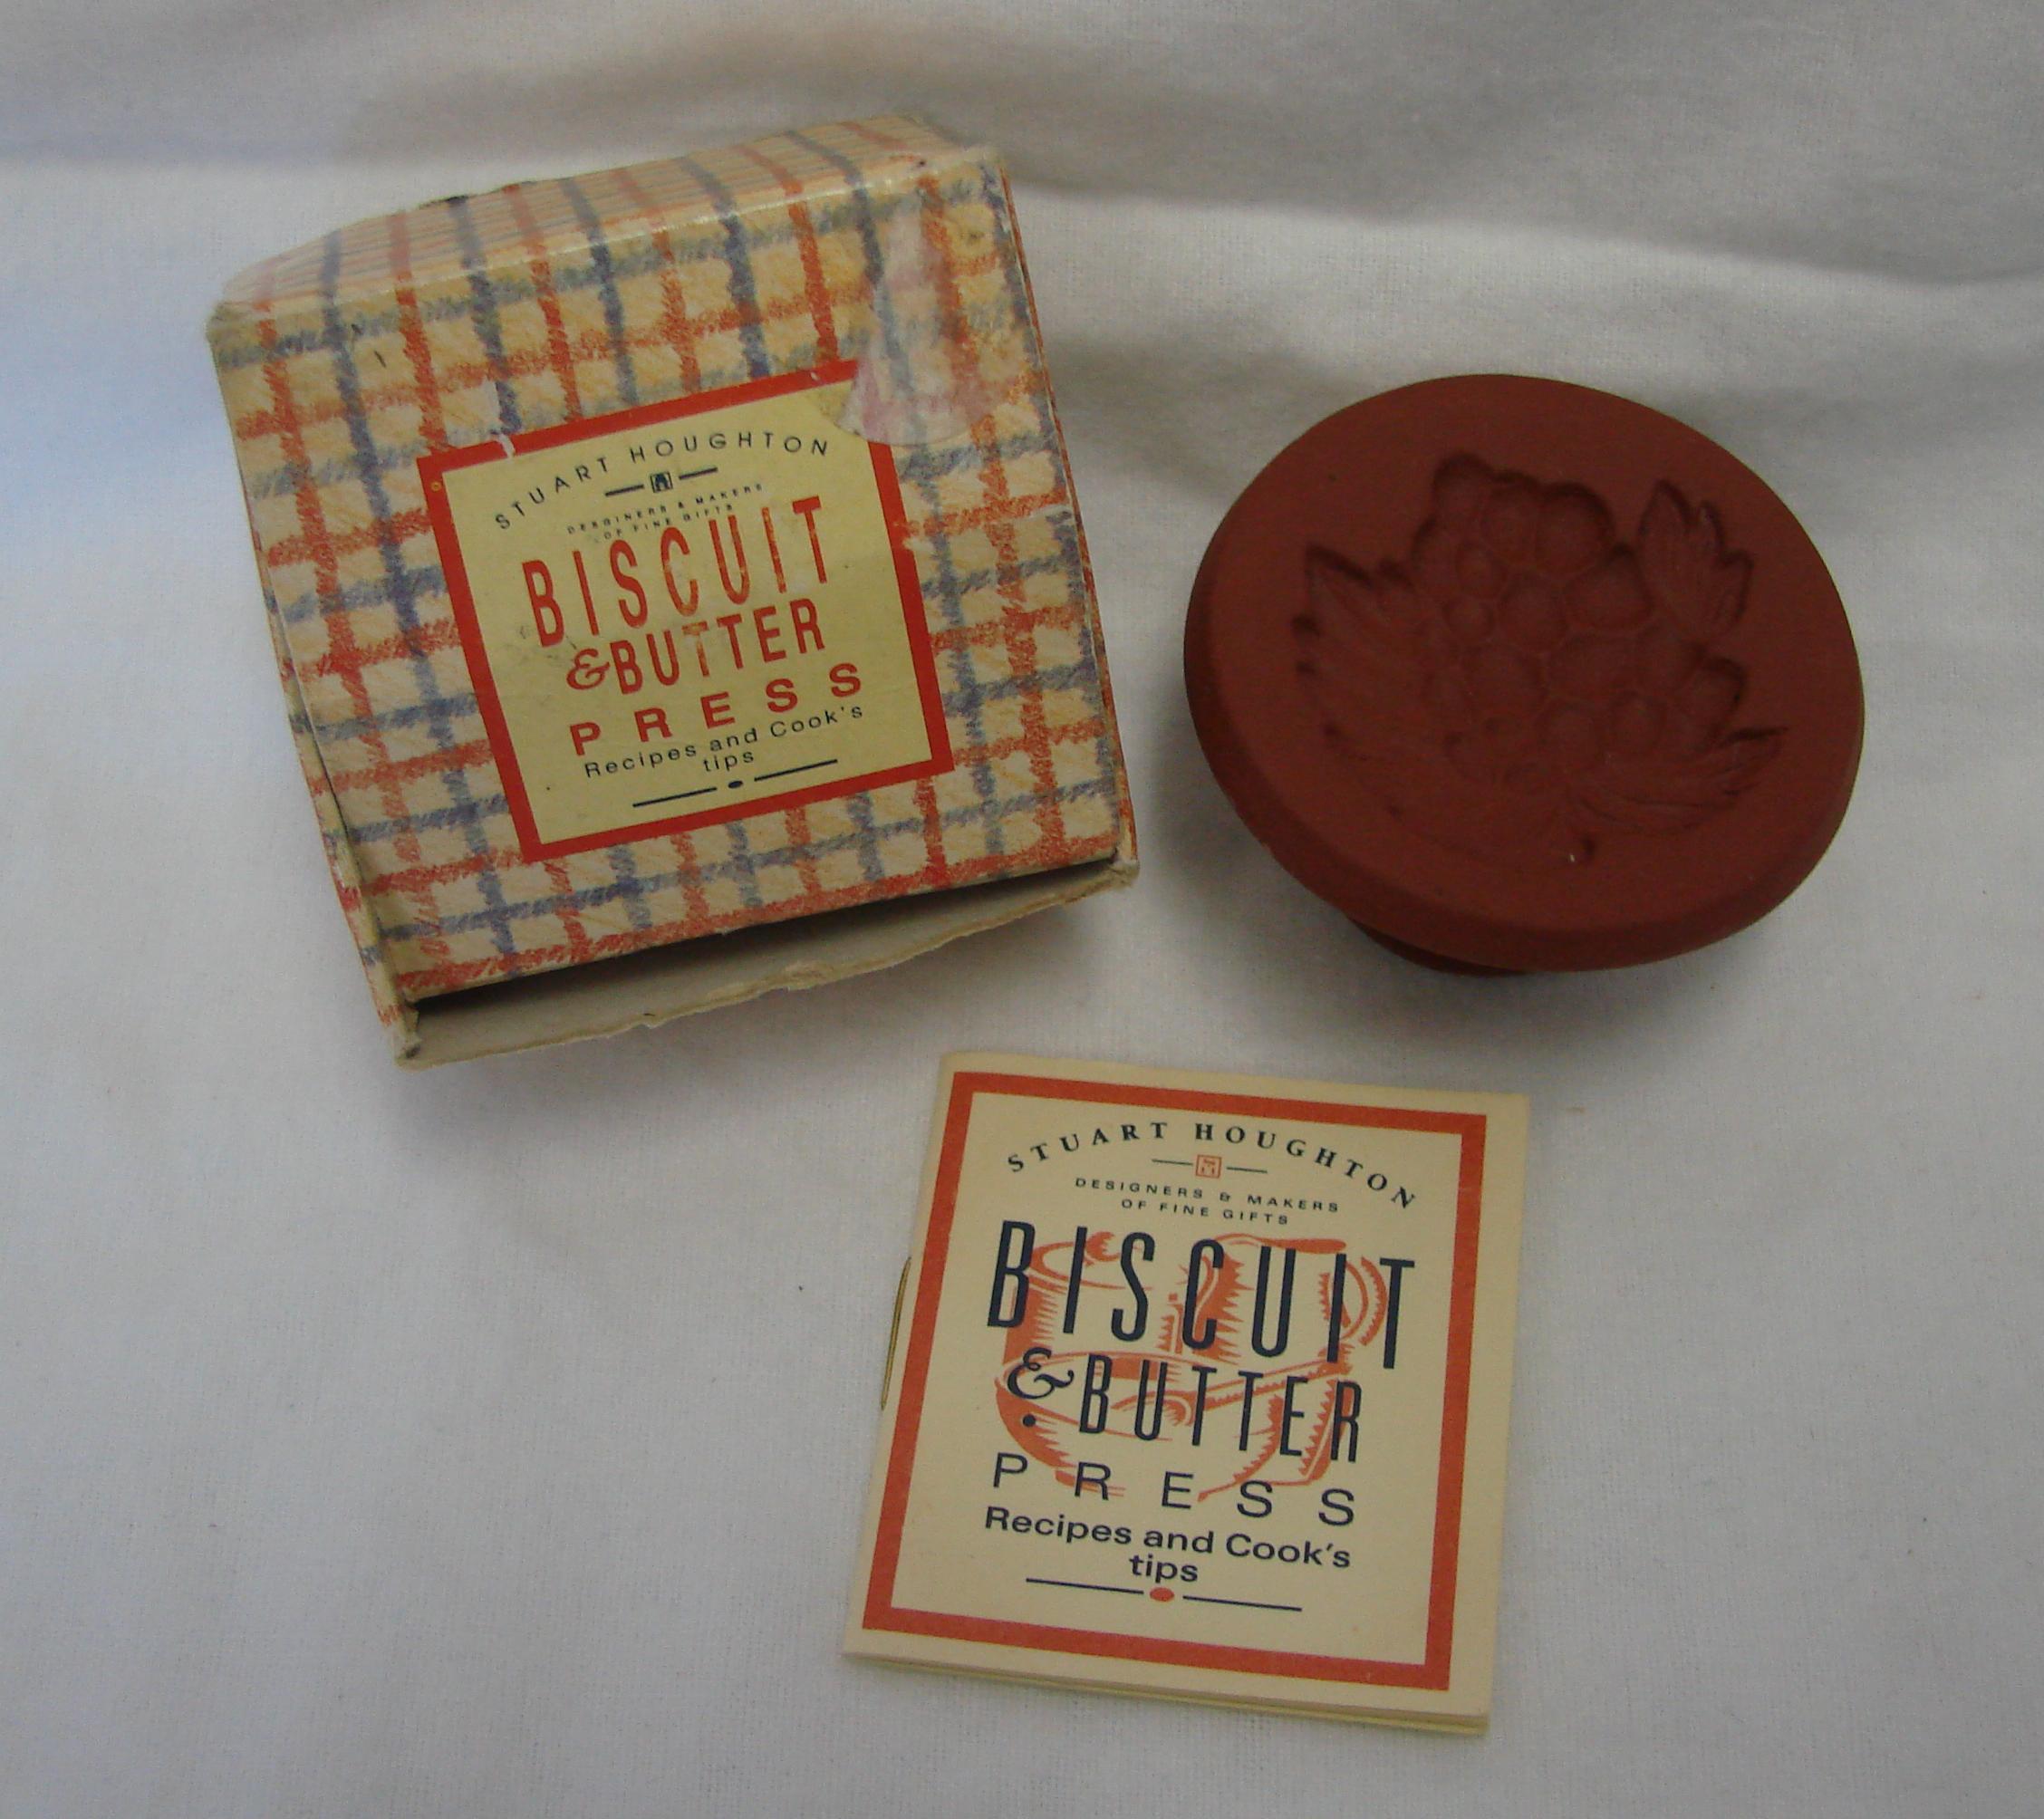 STUART HOUGHTON
DESIGNERS & MAKERS
OF FINE GIFTS
BISCUIT
& BUTTER
PRESS
Recipes and Cook's
tips
STUART HOUGHTON
DESIGNERS & MAKERS
OF FINE GIFTS
BISCUIT
& BUTTER
PRESS
Recipes and Cook's
tips